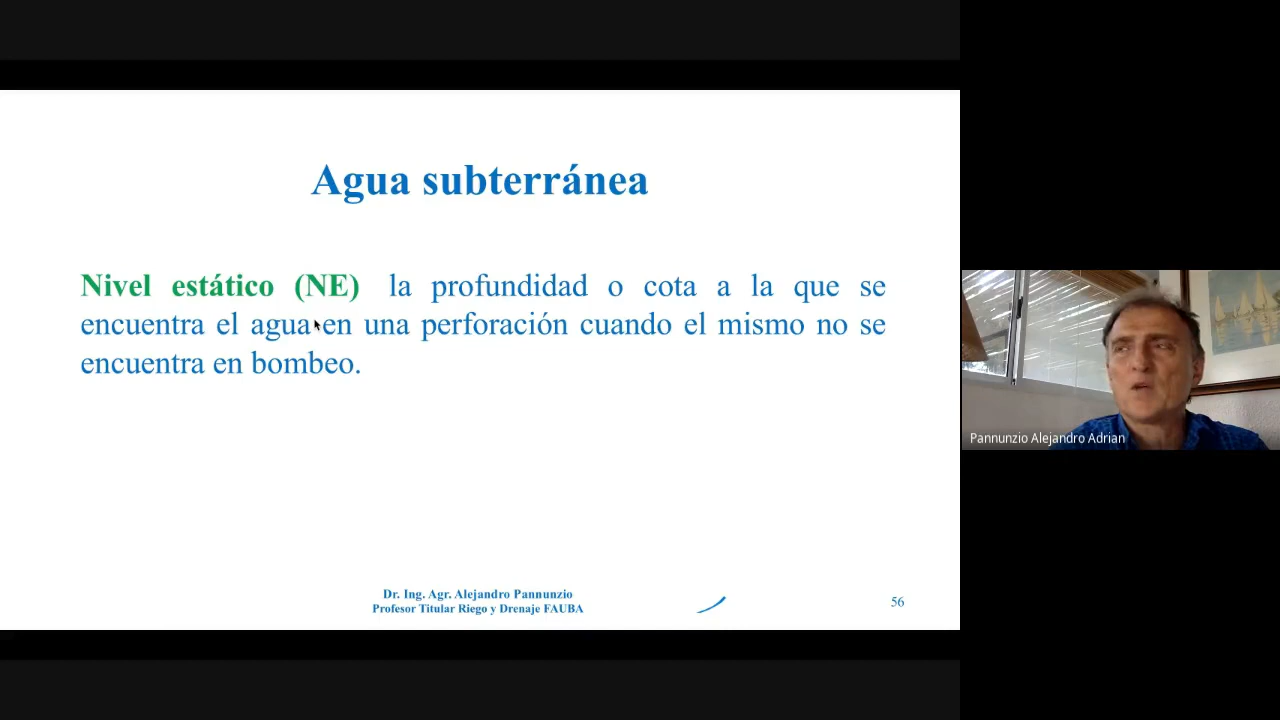 Agua subterránea
Nivel estático (NE) la profundidad o cota a la que se
encuentra el agua en una perforación cuando el mismo no se
encuentra en bombeo.
Dr. Ing. Agr. Alejandro Pannunzio
Profesor Titular Riego y Drenaje FAUBA
56
Pannunzio Alejandro Adrian